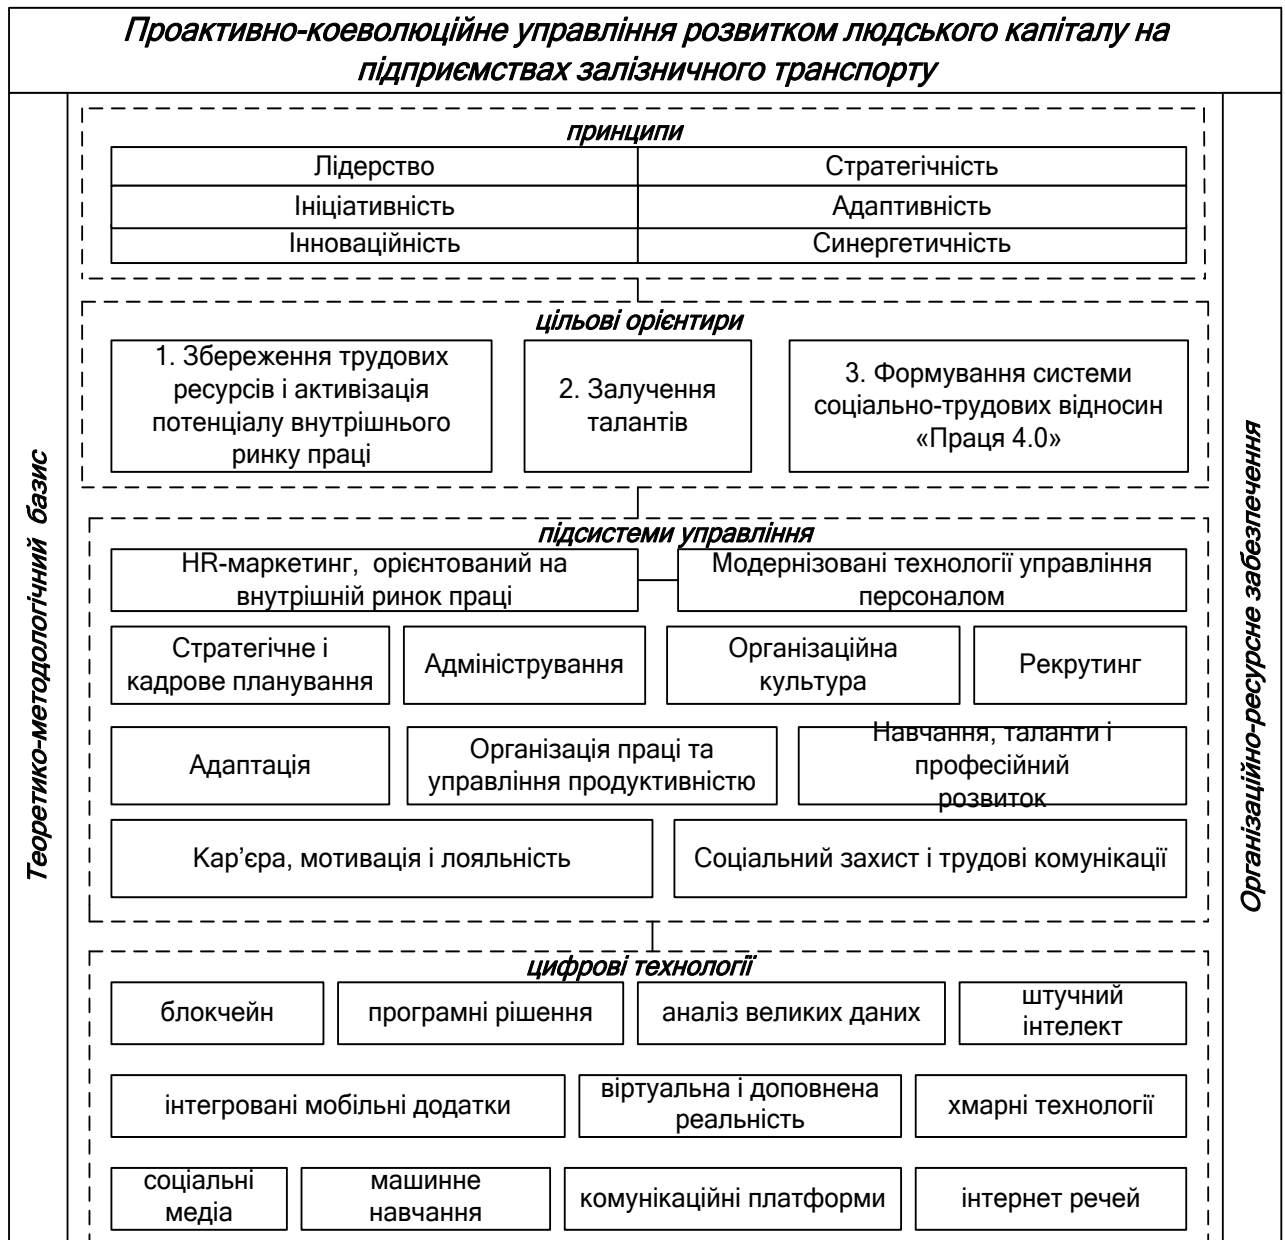 Проактивно-коеволюційне управління розвитком людського капіталу на
підприємствах залізничного транспорту
Теоретико-методологічний базис
принципи
Лідерство
Стратегічність
Ініціативність
Адаптивність
Інноваційність
Синергетичність
цільові орієнтири
1. Збереження трудових
ресурсів і активізація
потенціалу внутрішнього
ринку праці
2. Залучення
талантів
3. Формування системи
соціально-трудових відносин
«Праця 4.0»
підсистеми управління
HR-маркетинг, орієнтований на
внутрішній ринок праці
Модернізовані технології управління
персоналом
Стратегічне і
кадрове планування
Адміністрування
Організаційна
культура
Рекрутинг
Адаптація
Організація праці та
управління продуктивністю
Навчання, таланти і
професійний
розвиток
Кар’єра, мотивація і лояльність
Соціальний захист і трудові комунікації
цифрові технології
блокчейн
програмні рішення
аналіз великих даних
штучний
інтелект
інтегровані мобільні додатки
віртуальна і доповнена
реальність
хмарні технології
соціальні
медіа
машинне
навчання
комунікаційні платформи
інтернет речей
Організаційно-ресурсне забезпечення